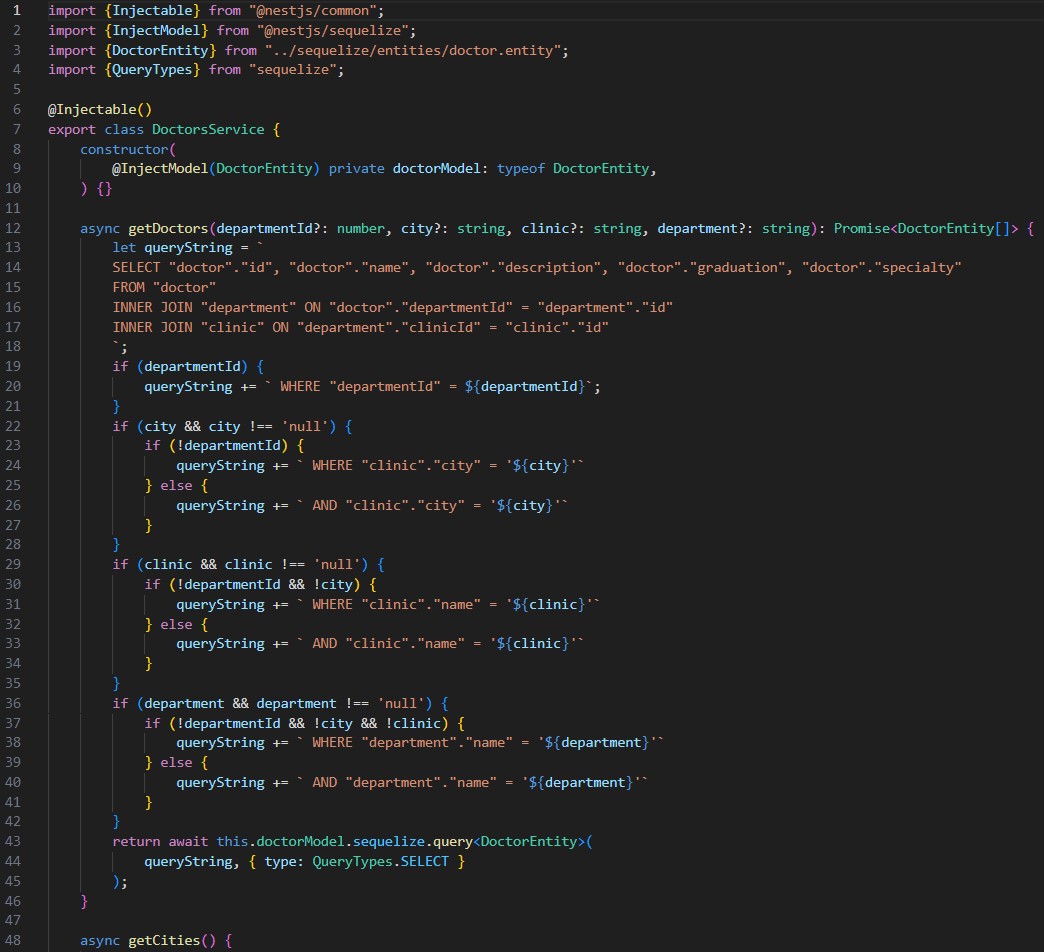 1 import {Injectable} from "@nestjs/common";
2 import {InjectModel} from "@nestjs/sequelize";
3 import {DoctorEntity} from "../sequelize/entities/doctor.entity";
4 import {QueryTypes} from "sequelize";
5
6 @Injectable()
7 export class DoctorsService {
8     constructor(
9         @InjectModel(DoctorEntity) private doctorModel: typeof DoctorEntity,
10     ) {}
11
12     async getDoctors(departmentId?: number, city?: string, clinic?: string, department?: string): Promise<DoctorEntity[]> {
13         let queryString = `
14         SELECT "doctor"."id", "doctor"."name", "doctor"."description", "doctor"."graduation", "doctor"."specialty"
15         FROM "doctor"
16         INNER JOIN "department" ON "doctor"."departmentId" = "department"."id"
17         INNER JOIN "clinic" ON "department"."clinicId" = "clinic"."id"
18         `;
19         if (departmentId) {
20             queryString += ` WHERE "departmentId" = ${departmentId}`;
21         }
22         if (city && city !== 'null') {
23             if (!departmentId) {
24                 queryString += ` WHERE "clinic"."city" = '${city}'`
25             } else {
26                 queryString += ` AND "clinic"."city" = '${city}'`
27             }
28         }
29         if (clinic && clinic !== 'null') {
30             if (!departmentId && !city) {
31                 queryString += ` WHERE "clinic"."name" = '${clinic}'`
32             } else {
33                 queryString += ` AND "clinic"."name" = '${clinic}'`
34             }
35         }
36         if (department && department !== 'null') {
37             if (!departmentId && !city && !clinic) {
38                 queryString += ` WHERE "department"."name" = '${department}'`
39             } else {
40                 queryString += ` AND "department"."name" = '${department}'`
41             }
42         }
43         return await this.doctorModel.sequelize.query<DoctorEntity>(
44             queryString, { type: QueryTypes.SELECT }
45         );
46     }
47
48     async getCities() {